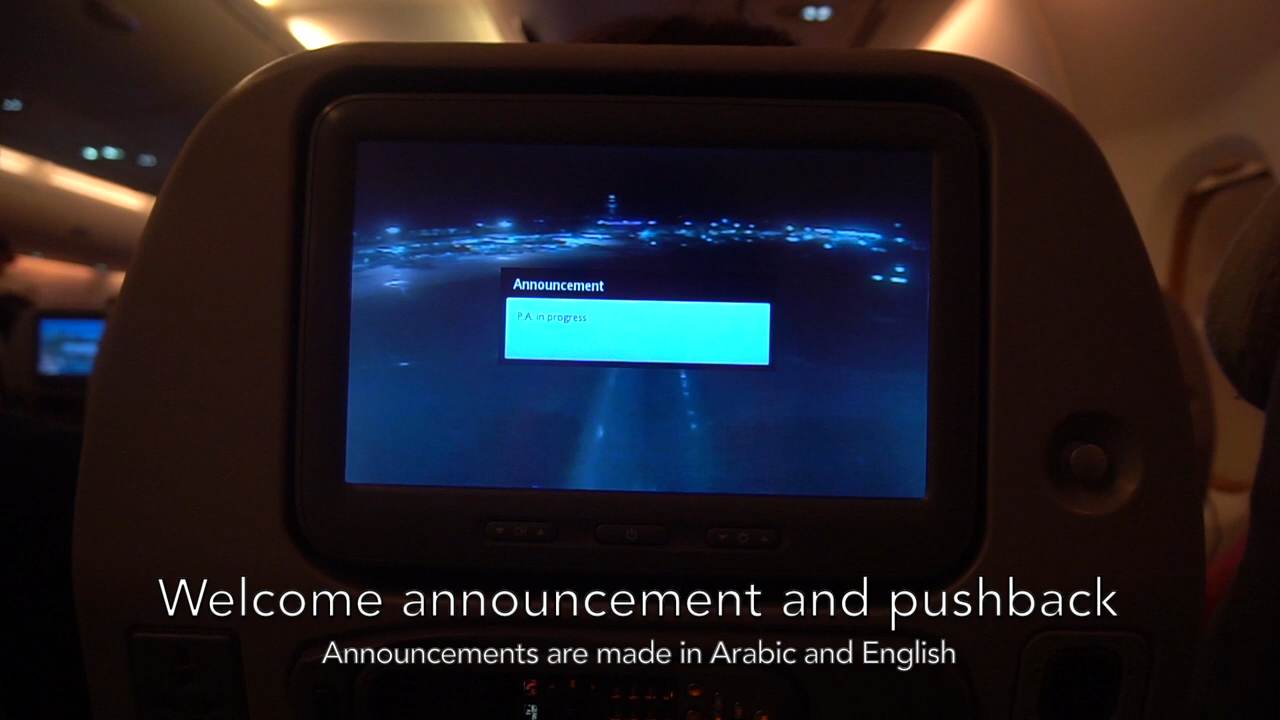 Announcement
P.A. in progress
Welcome announcement and pushback
Announcements are made in Arabic and English